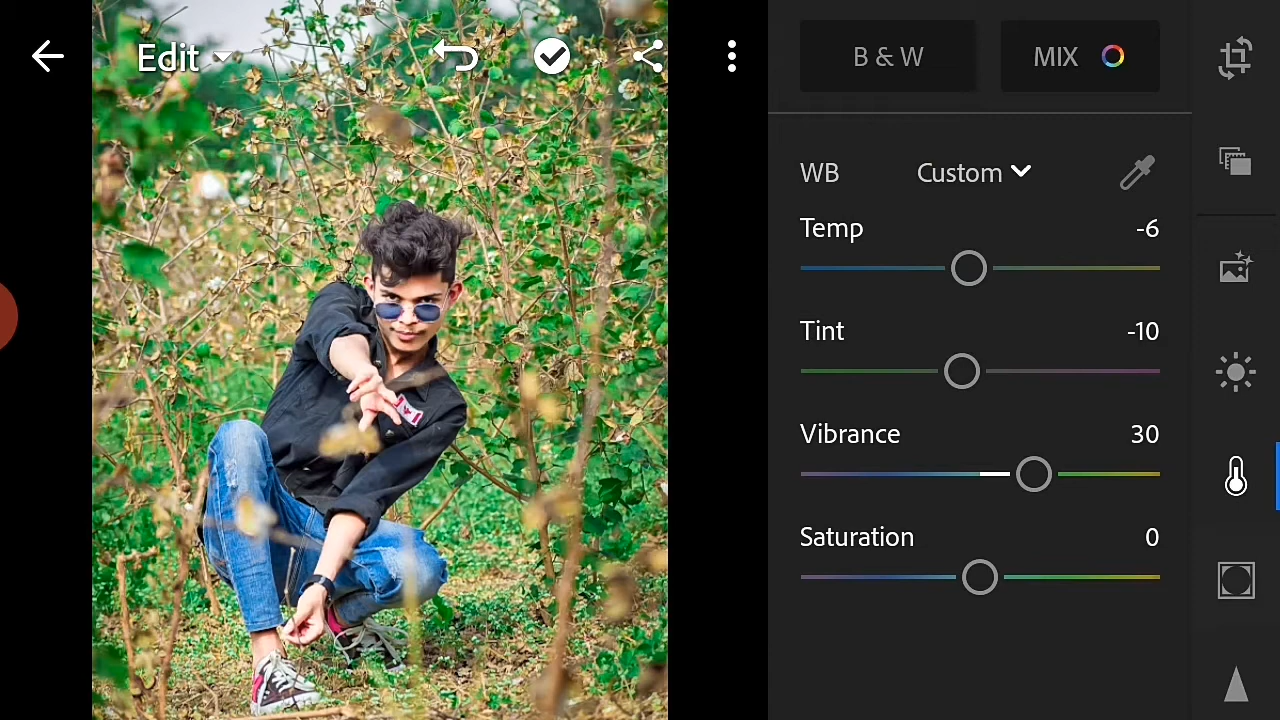 Edit
B & W
MIX
WB
Custom
Temp
-6
Tint
-10
Vibrance
30
Saturation
0